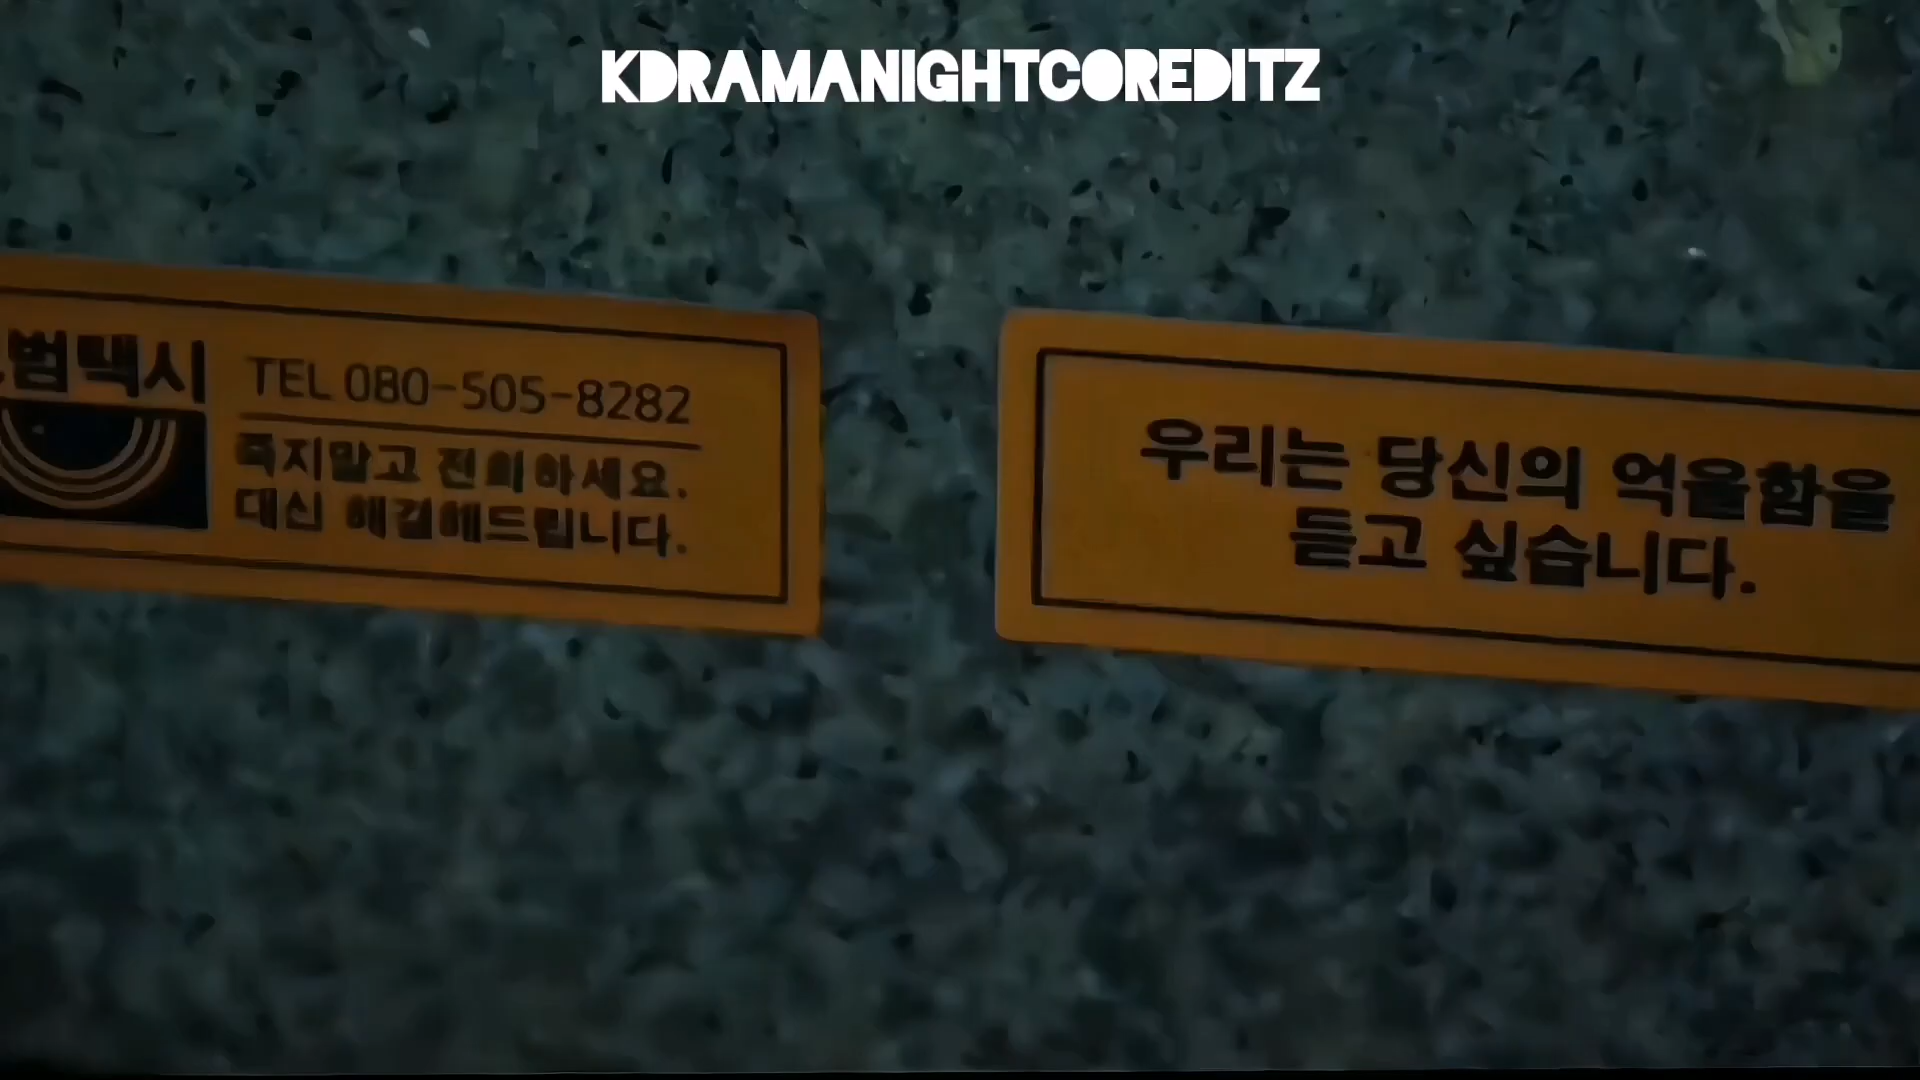 KDRAMANIGHTCOREDITZ
범택시
TEL 080-505-8282
죽지말고 전화하세요.
대신 해결해드립니다.
우리는 당신의 억울함을
듣고 싶습니다.